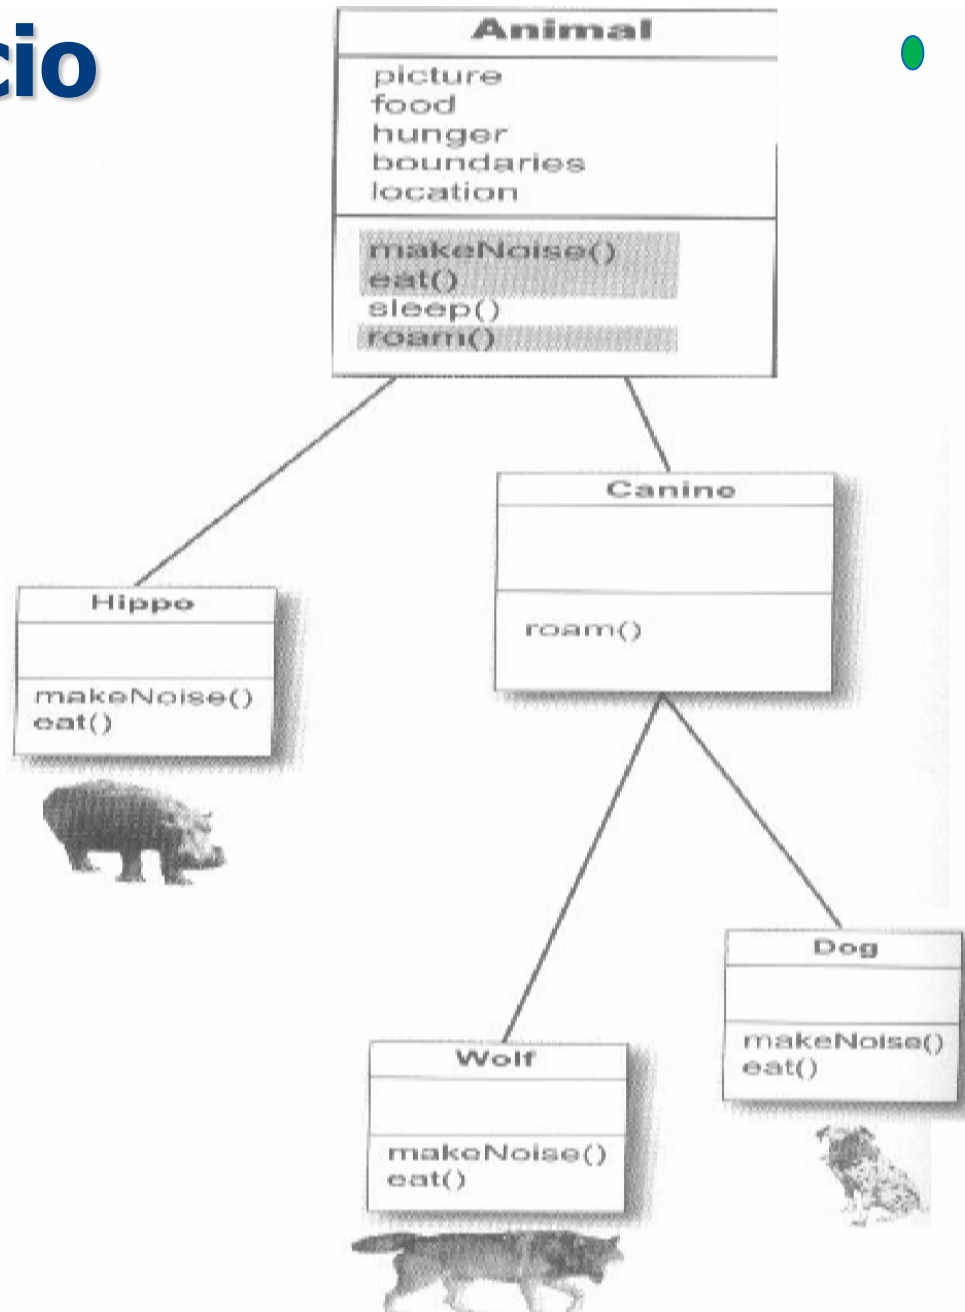 cio
Animal
picture
food
hunger
boundaries
location
makeNoise()
eat()
sleep()
roam()
Canine
roam()
Hippo
makeNoise()
eat()
Dog
makeNoise()
eat()
Wolf
makeNoise()
eat()